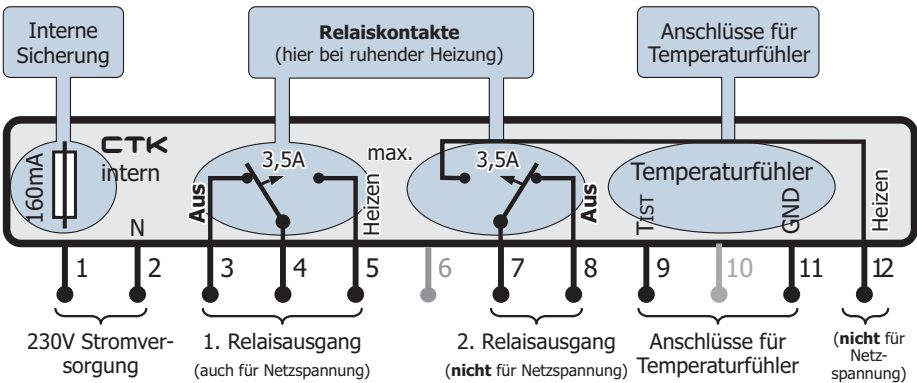 Interne
Sicherung
Relaiskontakte
(hier bei ruhender Heizung)
Anschlüsse für
Temperaturfühler
160mA
CTK
intern
N
Aus
3,5A
Heizen
max.
3,5A
Aus
Temperaturfühler
TIST
GND
Heizen
1 2 3 4 5 6 7 8 9 10 11 12
230V Stromver-
sorgung
1. Relaisausgang
(auch für Netzspannung)
2. Relaisausgang
(nicht für Netzspannung)
Anschlüsse für
Temperaturfühler
(nicht für
Netz-
spannung)